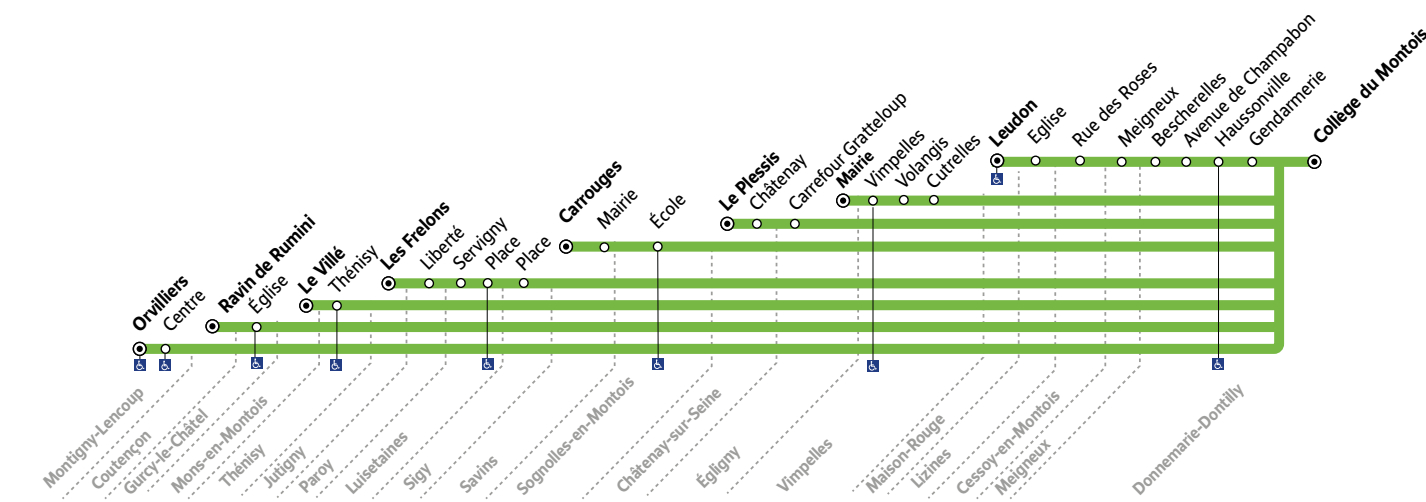 Orvilliers
Centre
Ravin de Rumini
Église
Le Villé
Thénisy
Les Frelons
Liberté
Servigny
Place
Place
Carrouges
Mairie
École
Le Plessis
Châtenay
Carrefour Gratteloup
Mairie
Vimpelles
Volangis
Cutrelles
Leudon
Eglise
Rue des Roses
Meigneux
Bescherelles
Avenue de Champabon
Haussonville
Gendarmerie
Collège du Montois
Montigny-Lencoup
Coutençon
Gurcy-le-Châtel
Mons-en-Montois
Thénisy
Jutigny
Paroy
Luisetaines
Sigy
Savins
Sognolles-en-Montois
Châtenay-sur-Seine
Égligny
Vimpelles
Maison-Rouge
Lizines
Cessoy-en-Montois
Meigneux
Donnemarie-Dontilly